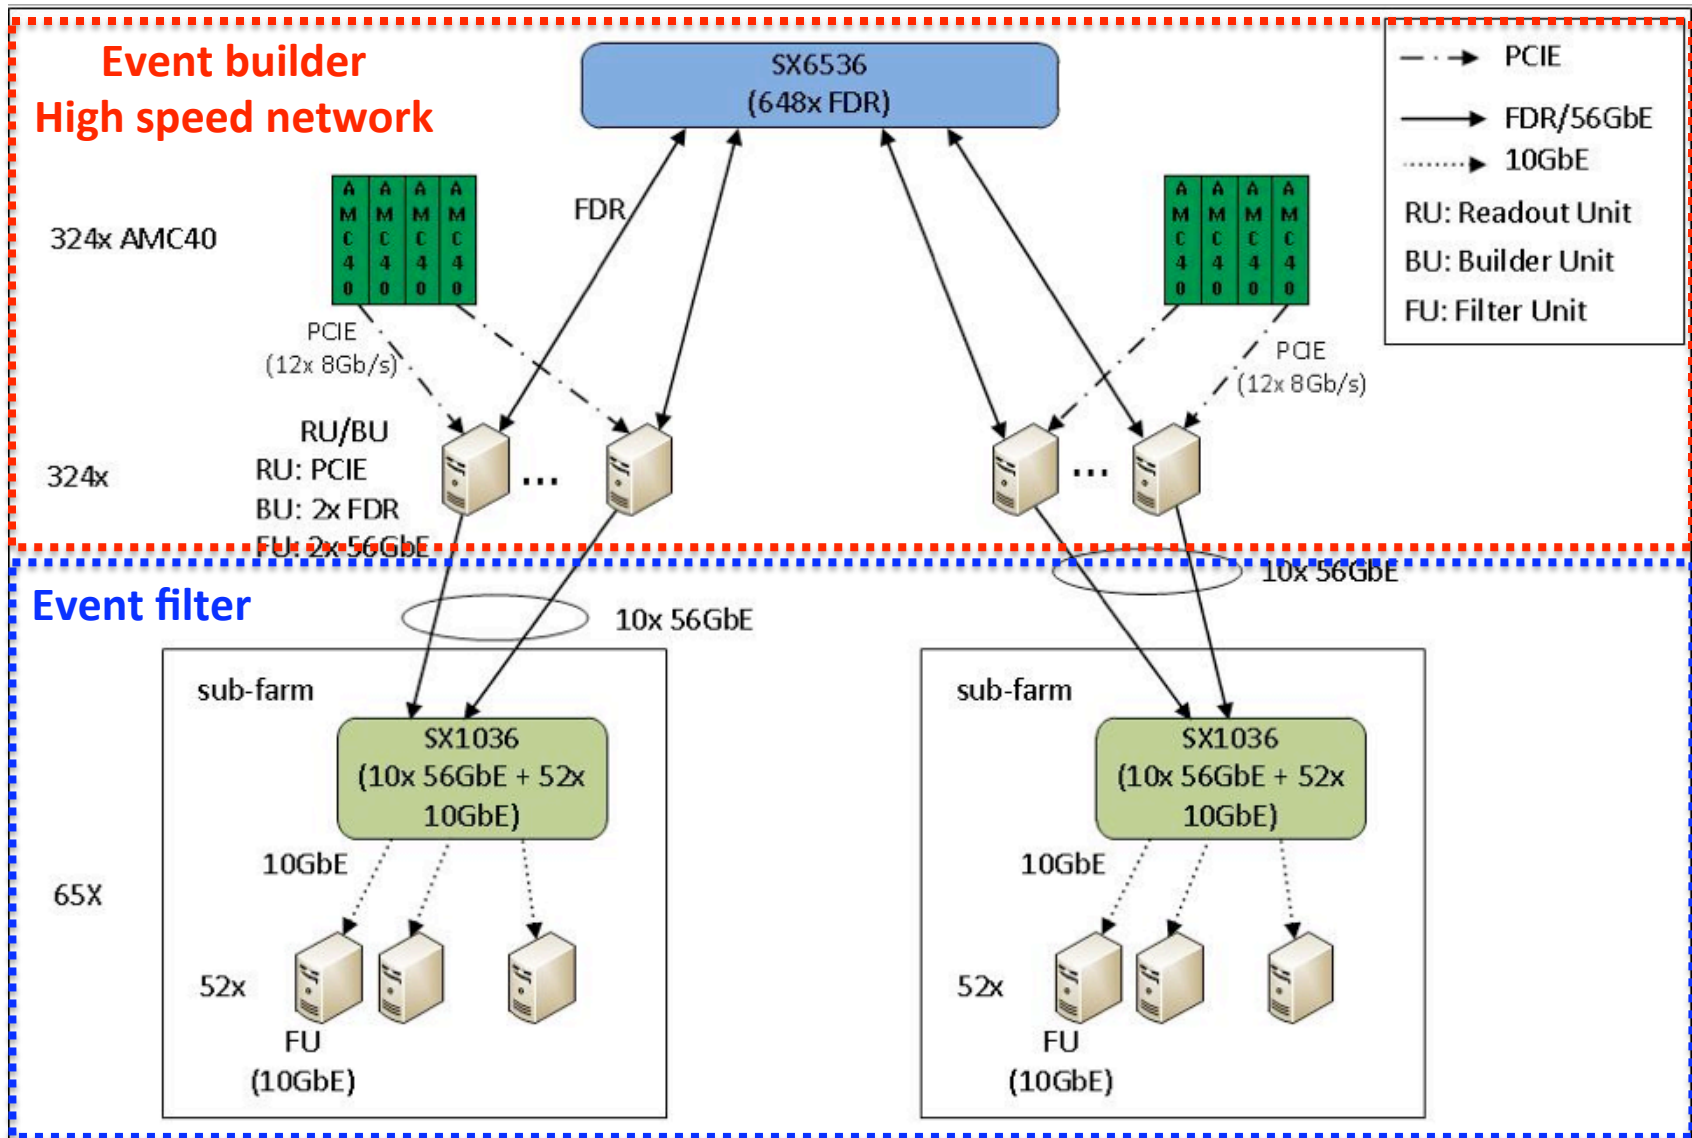 Event builder
High speed network
SX6536
(648x FDR)
PCIE
FDR/56GbE
10GbE
RU: Readout Unit
BU: Builder Unit
FU: Filter Unit
324x AMC40
AMC40
AMC40
AMC40
AMC40
FDR
AMC40
AMC40
AMC40
AMC40
PCIE
(12x 8Gb/s)
PCIE
(12x 8Gb/s)
324x
RU/BU
RU: PCIE
BU: 2x FDR
FU: 2x 56GbE
...
...
Event filter
10x 56GbE
10x 56GbE
65X
sub-farm
SX1036
(10x 56GbE + 52x
10GbE)
10GbE
52x
FU
(10GbE)
sub-farm
SX1036
(10x 56GbE + 52x
10GbE)
10GbE
52x
FU
(10GbE)